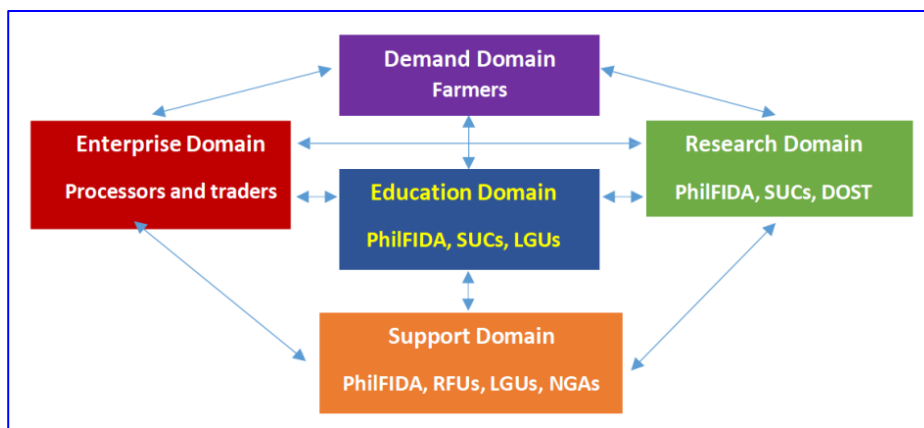 Demand Domain
Farmers
Enterprise Domain
Processors and traders
Education Domain
PhilFIDA, SUCs, LGUs
Research Domain
PhilFIDA, SUCs, DOST
Support Domain
PhilFIDA, RFUs, LGUs, NGAs